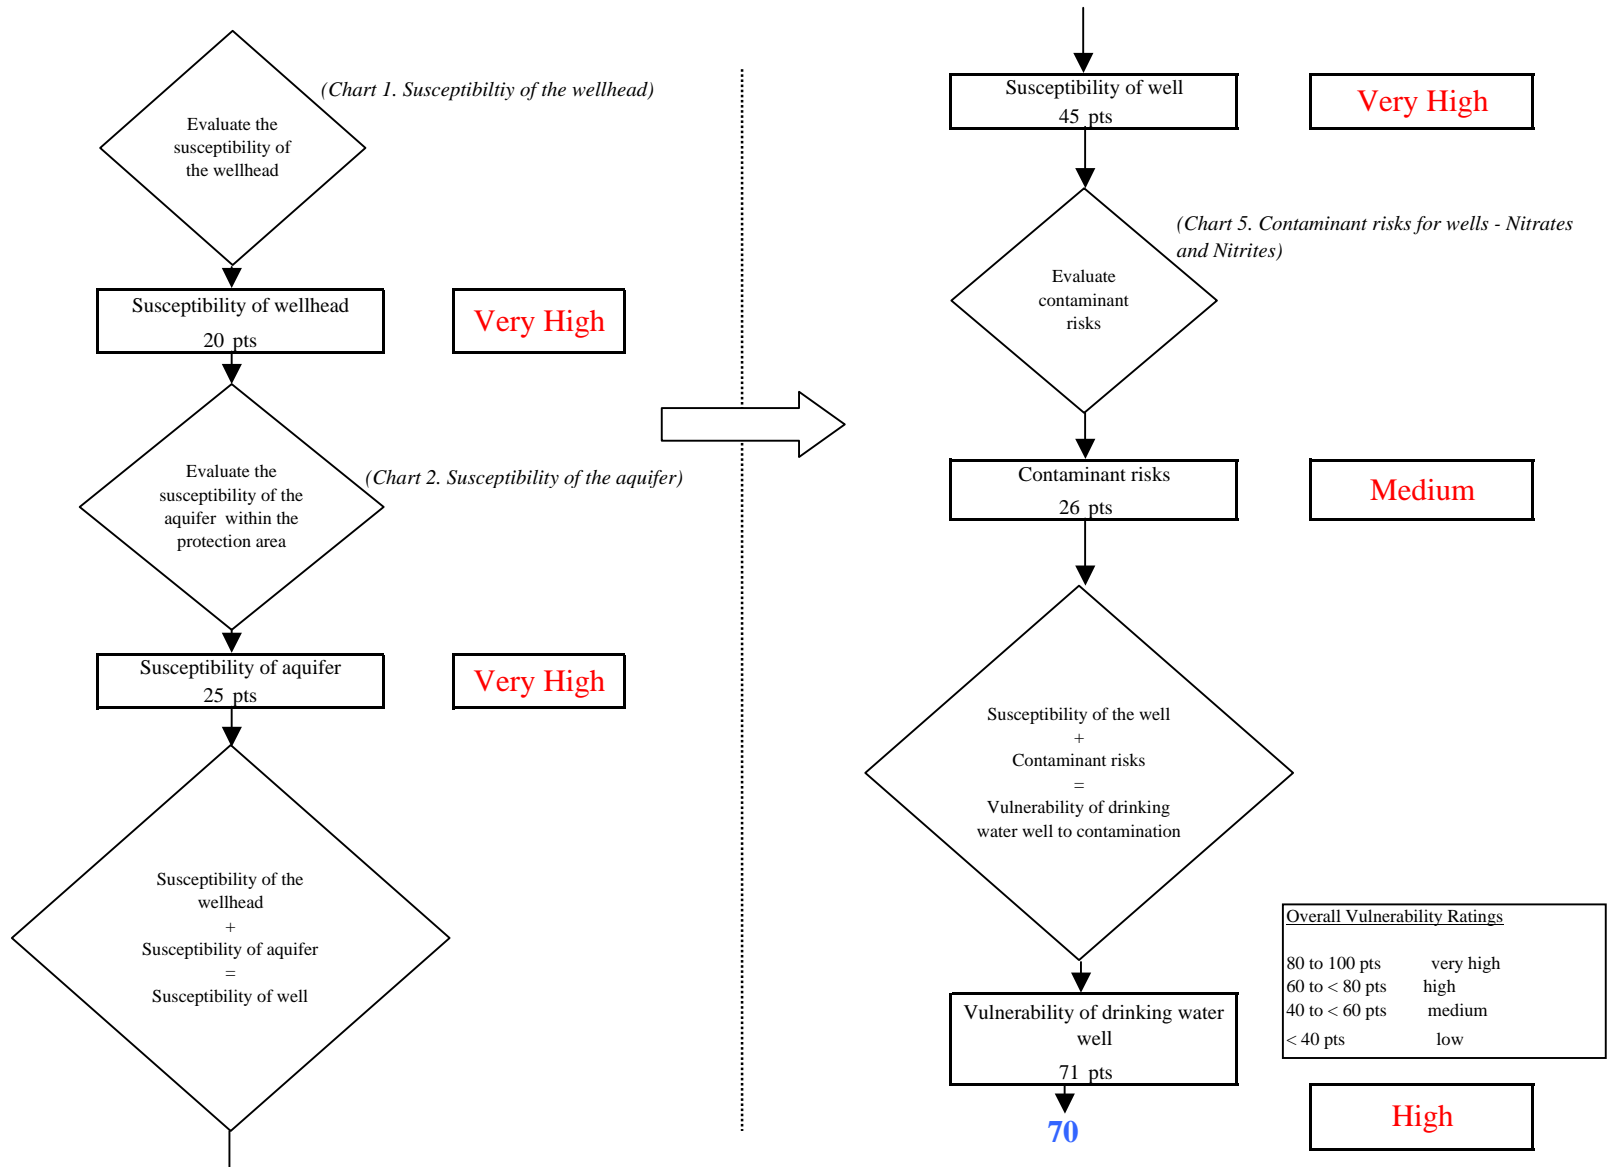 (Chart 1. Susceptibiltiy of the wellhead)
Evaluate the
susceptibility of
the wellhead
Susceptibility of wellhead
20 pts
Very High
Evaluate the
susceptibility of the
aquifer within the
protection area
(Chart 2. Susceptibility of the aquifer)
Susceptibility of aquifer
25 pts
Very High
Susceptibility of the
wellhead
+
Susceptibility of aquifer
=
Susceptibility of well
Susceptibility of well
45 pts
Very High
(Chart 5. Contaminant risks for wells - Nitrates
and Nitrites)
Evaluate
contaminant
risks
Contaminant risks
26 pts
Medium
Susceptibility of the well
+
Contaminant risks
=
Vulnerability of drinking
water well to contamination
Overall Vulnerability Ratings
80 to 100 pts very high
60 to < 80 pts high
40 to < 60 pts medium
< 40 pts low
Vulnerability of drinking water
well
71 pts
70
High